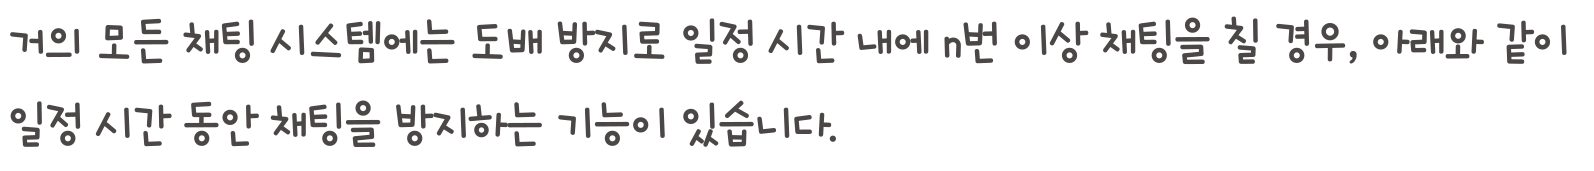 거의 모든 채팅 시스템에는 도배 방지로 일정 시간 내에 n번 이상 채팅을 칠 경우, 아래와 같이
일정 시간 동안 채팅을 방지하는 기능이 있습니다.